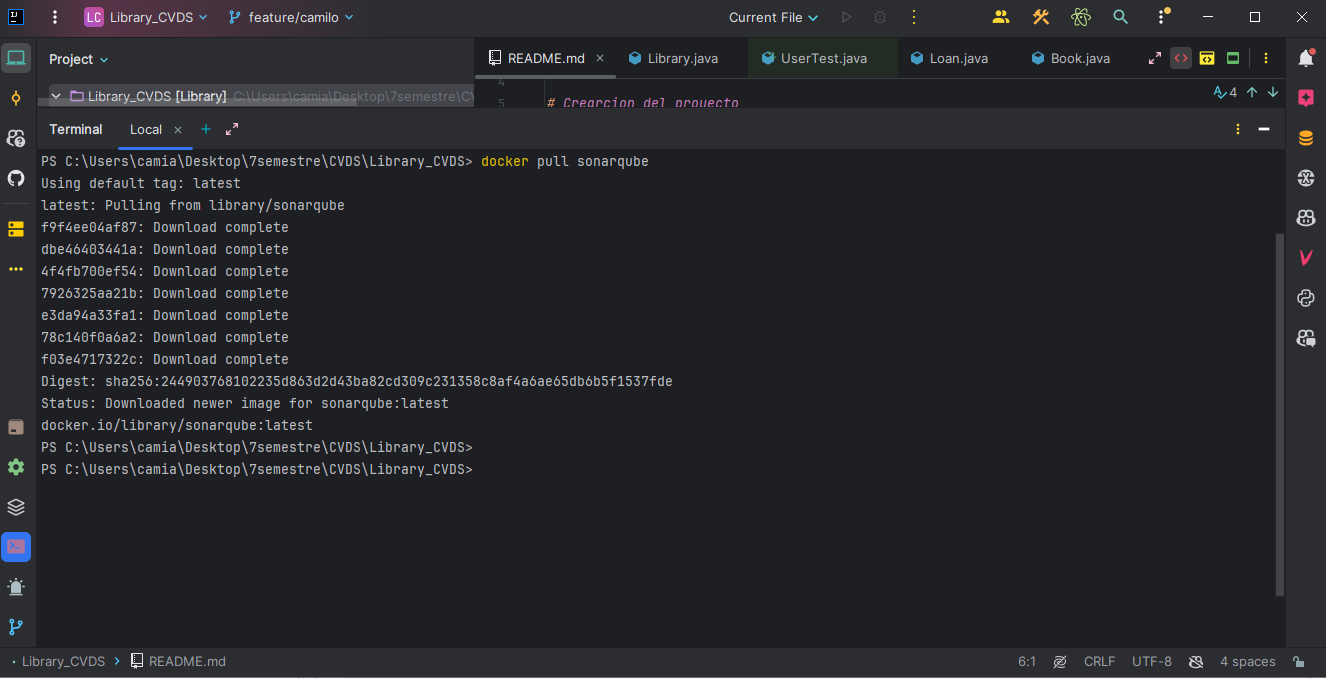 LC Library_CVDS feature/camilo Current File
Project README.md Library.java UserTest.java Loan.java Book.java
Library_CVDS [Library] C:\Users\camia\Desktop\7semestre\CV
4
5 # Crearcion del proyecto
4
Terminal Local
PS C:\Users\camia\Desktop\7semestre\CVDS\Library_CVDS> docker pull sonarqube
Using default tag: latest
latest: Pulling from library/sonarqube
f9f4ee04af87: Download complete
dbe46403441a: Download complete
4f4fb700ef54: Download complete
7926325aa21b: Download complete
e3da94a33fa1: Download complete
78c140f0a6a2: Download complete
f03e4717322c: Download complete
Digest: sha256:244903768102235d863d2d43ba82cd309c231358c8af4a6ae65db6b5f1537fde
Status: Downloaded newer image for sonarqube:latest
docker.io/library/sonarqube:latest
PS C:\Users\camia\Desktop\7semestre\CVDS\Library_CVDS>
PS C:\Users\camia\Desktop\7semestre\CVDS\Library_CVDS>
Library_CVDS README.md 6:1 CRLF UTF-8 4 spaces